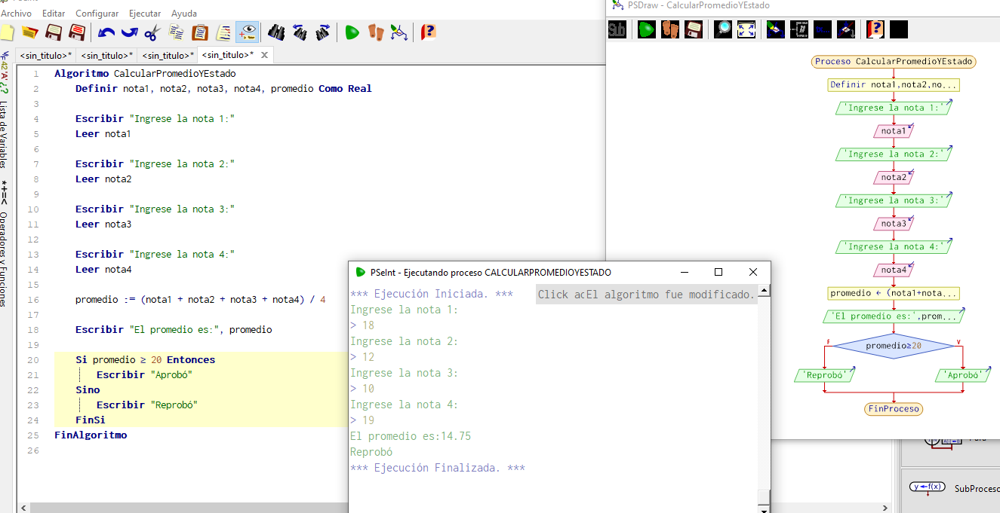 Archivo Editar Configurar Ejecutar Ayuda
<sin_titulo>* <sin_titulo>* <sin_titulo>* <sin_titulo>*
Lista de Variables
*+=< Operadores y Funciones
1 Algoritmo CalcularPromedioYEstado
2 Definir nota1, nota2, nota3, nota4, promedio Como Real
3
4 Escribir "Ingrese la nota 1:"
5 Leer nota1
6
7 Escribir "Ingrese la nota 2:"
8 Leer nota2
9
10 Escribir "Ingrese la nota 3:"
11 Leer nota3
12
13 Escribir "Ingrese la nota 4:"
14 Leer nota4
15
16 promedio := (nota1 + nota2 + nota3 + nota4) / 4
17
18 Escribir "El promedio es:", promedio
19
20 Si promedio ≥ 20 Entonces
21 Escribir "Aprobó"
22 Sino
23 Escribir "Reprobó"
24 FinSi
25 FinAlgoritmo
26
PSeInt - Ejecutando proceso CALCULARPROMEDIOYESTADO
*** Ejecución Iniciada. ***
Click ac
El algoritmo fue modificado.
Ingrese la nota 1:
> 18
Ingrese la nota 2:
> 12
Ingrese la nota 3:
> 10
Ingrese la nota 4:
> 19
El promedio es:14.75
Reprobó
*** Ejecución Finalizada. ***
PSDraw - CalcularPromedioYEstado
Sub
Proceso CalcularPromedioYEstado
Definir nota1,nota2,no...
'Ingrese la nota 1:'
nota1
'Ingrese la nota 2:'
nota2
'Ingrese la nota 3:'
nota3
'Ingrese la nota 4:'
nota4
promedio ← (nota1+nota...
'El promedio es:',prom...
F promedio≥20 V
'Reprobó' 'Aprobó'
FinProceso
y←f(x) SubProceso